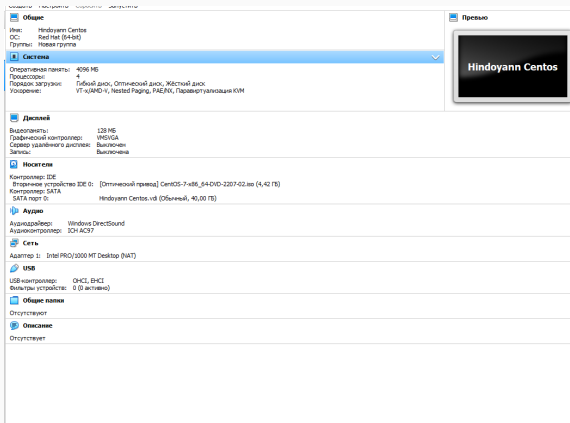 Создать Настроить Сбросить Запустить
Общие
Имя: Hindoyann Centos
ОС: Red Hat (64-bit)
Группы: Новая группа
Система
Оперативная память: 4096 МБ
Процессоры: 4
Порядок загрузки: Гибкий диск, Оптический диск, Жёсткий диск
Ускорение: VT-x/AMD-V, Nested Paging, PAE/NX, Паравиртуализация KVM
Превью
Hindoyann Centos
Дисплей
Видеопамять: 128 МБ
Графический контроллер: VMSVGA
Сервер удалённого дисплея: Выключен
Запись: Выключена
Носители
Контроллер: IDE
Вторичное устройство IDE 0: [Оптический привод] CentOS-7-x86_64-DVD-2207-02.iso (4,42 ГБ)
Контроллер: SATA
SATA порт 0: Hindoyann Centos.vdi (Обычный, 40,00 ГБ)
Аудио
Аудиодрайвер: Windows DirectSound
Аудиоконтроллер: ICH AC97
Сеть
Адаптер 1: Intel PRO/1000 MT Desktop (NAT)
USB
USB-контроллер: OHCI, EHCI
Фильтры устройств: 0 (0 активно)
Общие папки
Отсутствуют
Описание
Отсутствует